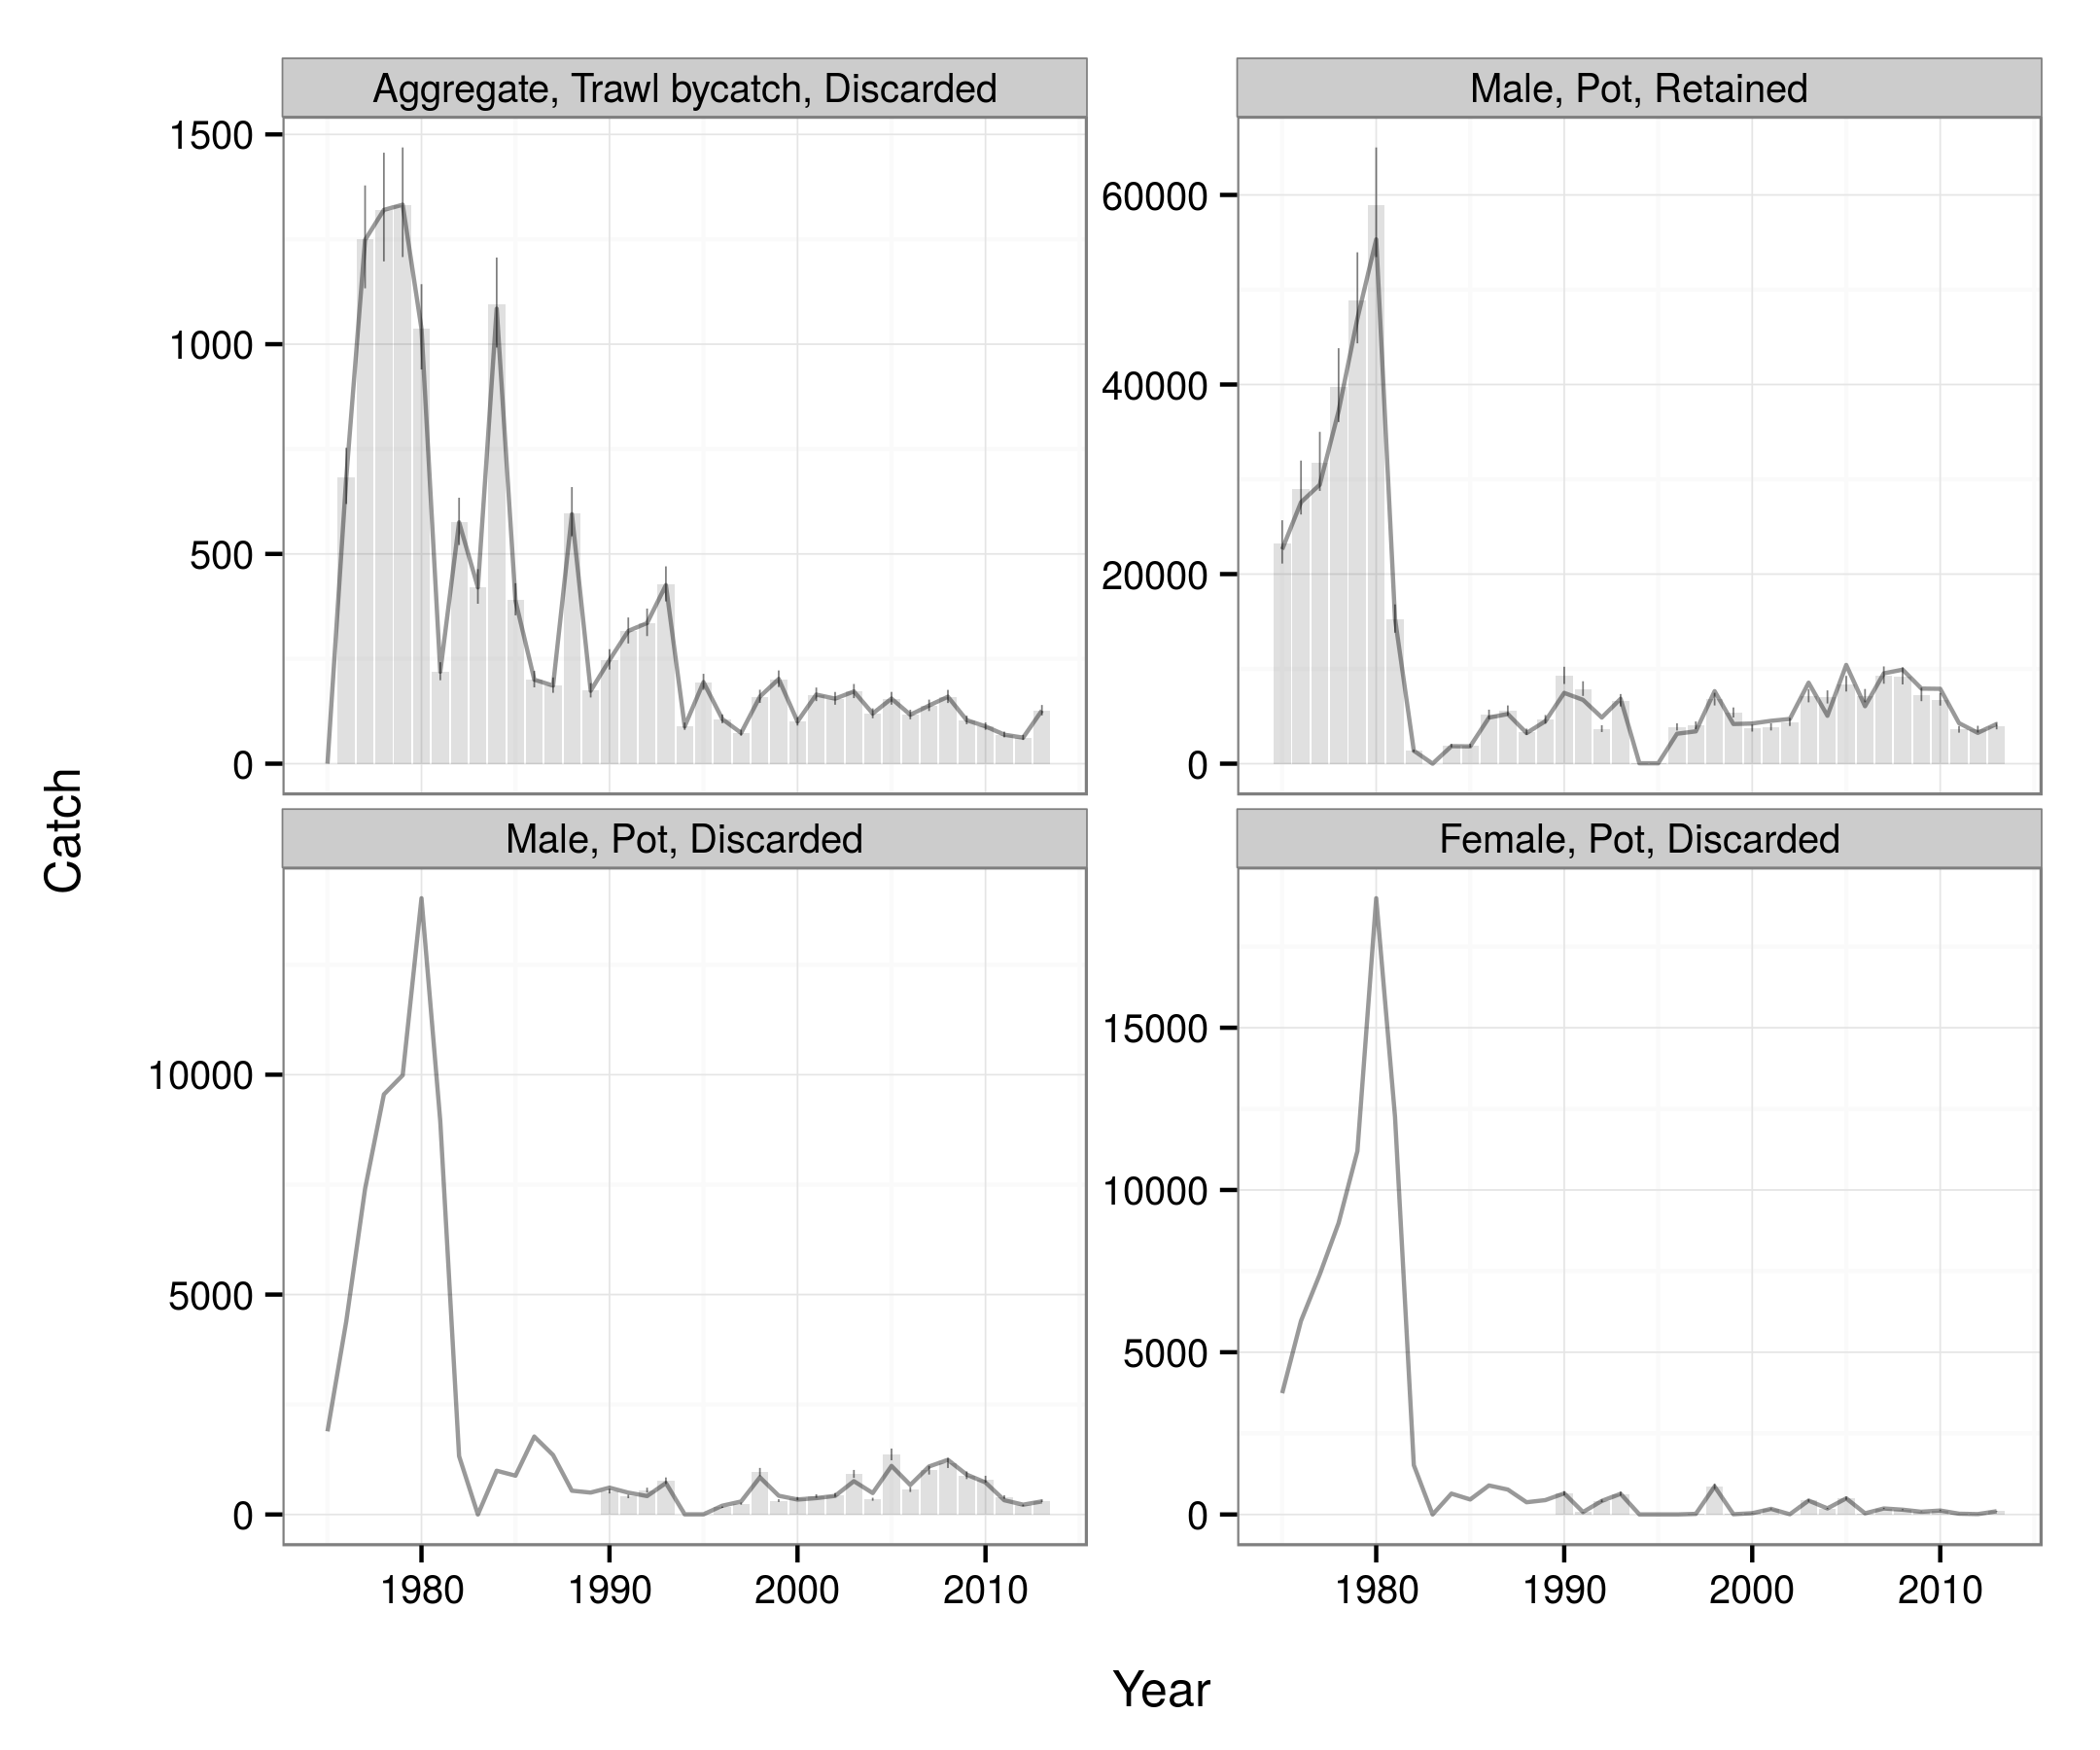 Aggregate, Trawl bycatch, Discarded
Male, Pot, Retained
1500
1000
500
0
60000
40000
20000
0
Catch
Male, Pot, Discarded
Female, Pot, Discarded
10000
5000
0
15000
10000
5000
0
1980 1990 2000 2010
1980 1990 2000 2010
Year